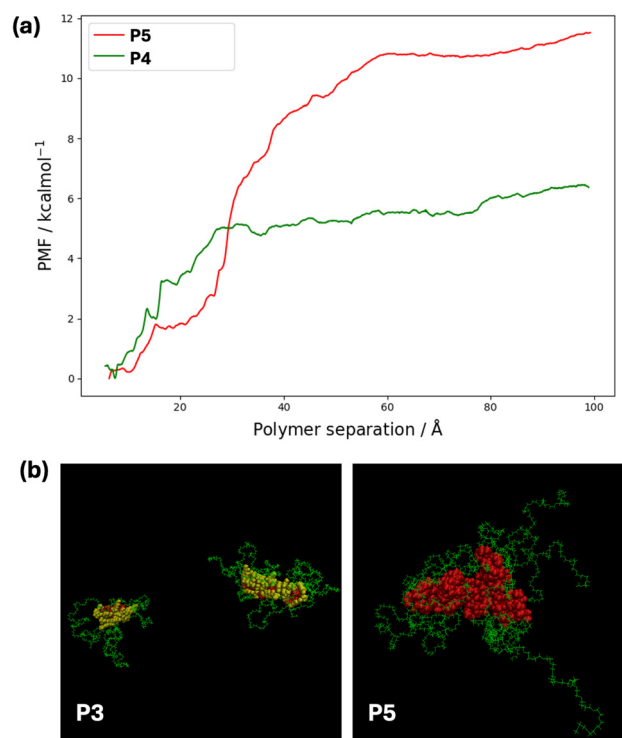 (a)
P5
P4
12
10
8
6
4
2
0
PMF / kcalmol⁻¹
20 40 60 80 100
Polymer separation / Å
(b)
P3 P5